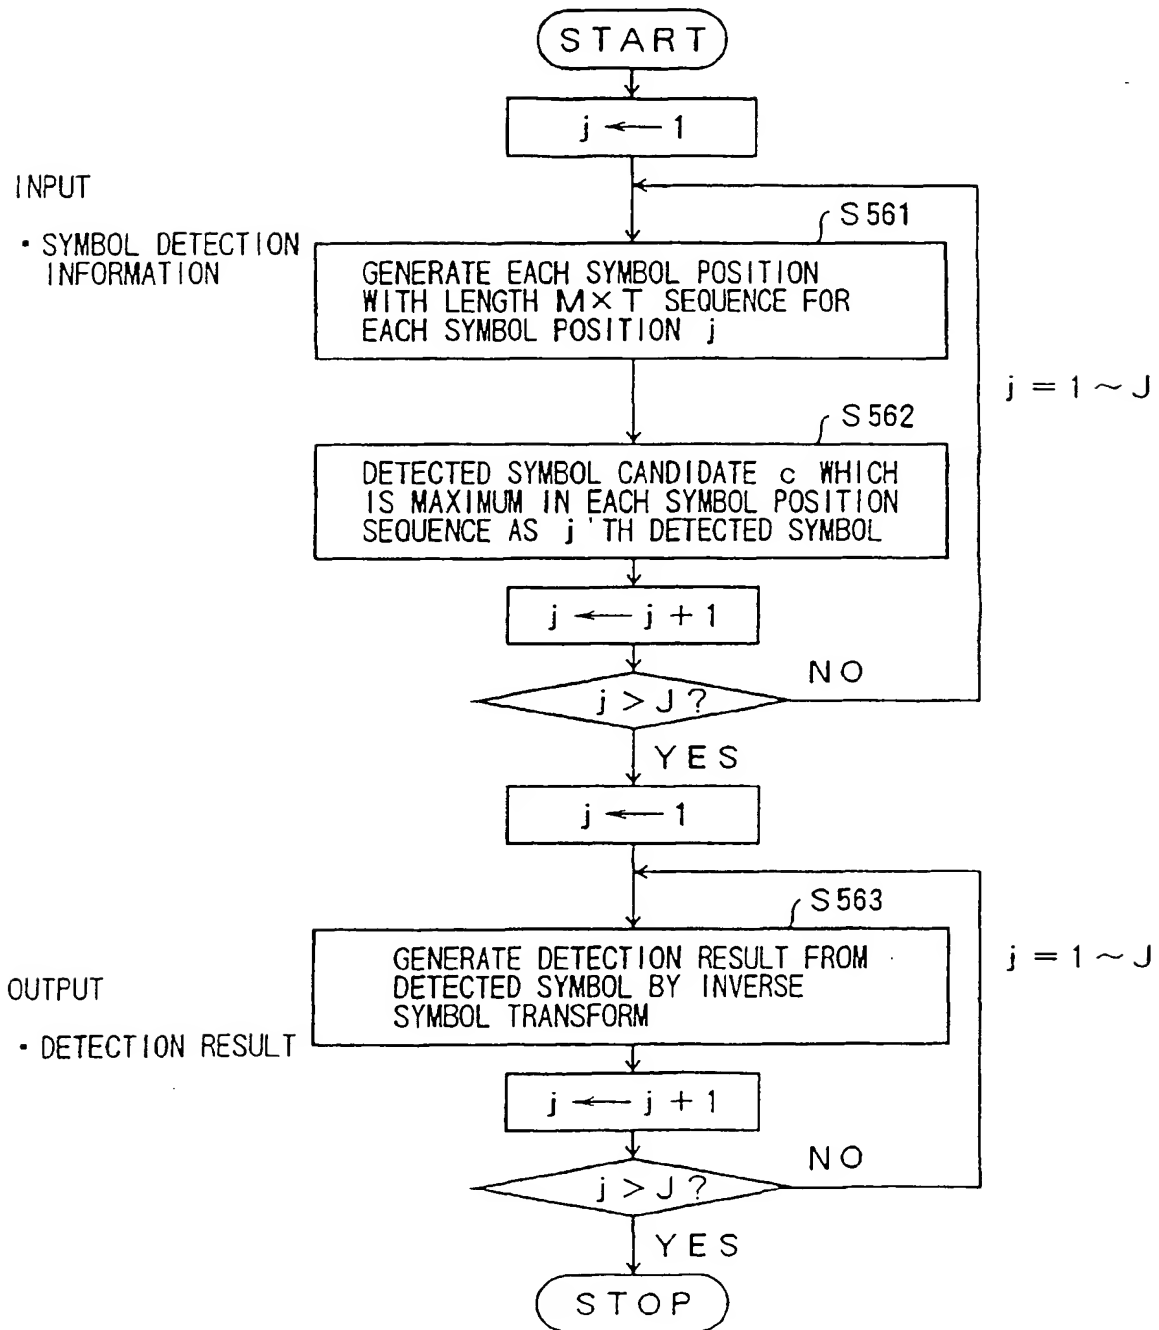 START
j ← 1
INPUT
・SYMBOL DETECTION
INFORMATION
S561
GENERATE EACH SYMBOL POSITION
WITH LENGTH M×T SEQUENCE FOR
EACH SYMBOL POSITION j
j = 1 ~ J
S562
DETECTED SYMBOL CANDIDATE c WHICH
IS MAXIMUM IN EACH SYMBOL POSITION
SEQUENCE AS j'TH DETECTED SYMBOL
j ← j + 1
j > J ?
NO
YES
j ← 1
S563
GENERATE DETECTION RESULT FROM
DETECTED SYMBOL BY INVERSE
SYMBOL TRANSFORM
j = 1 ~ J
OUTPUT
・DETECTION RESULT
j ← j + 1
j > J ?
NO
YES
STOP